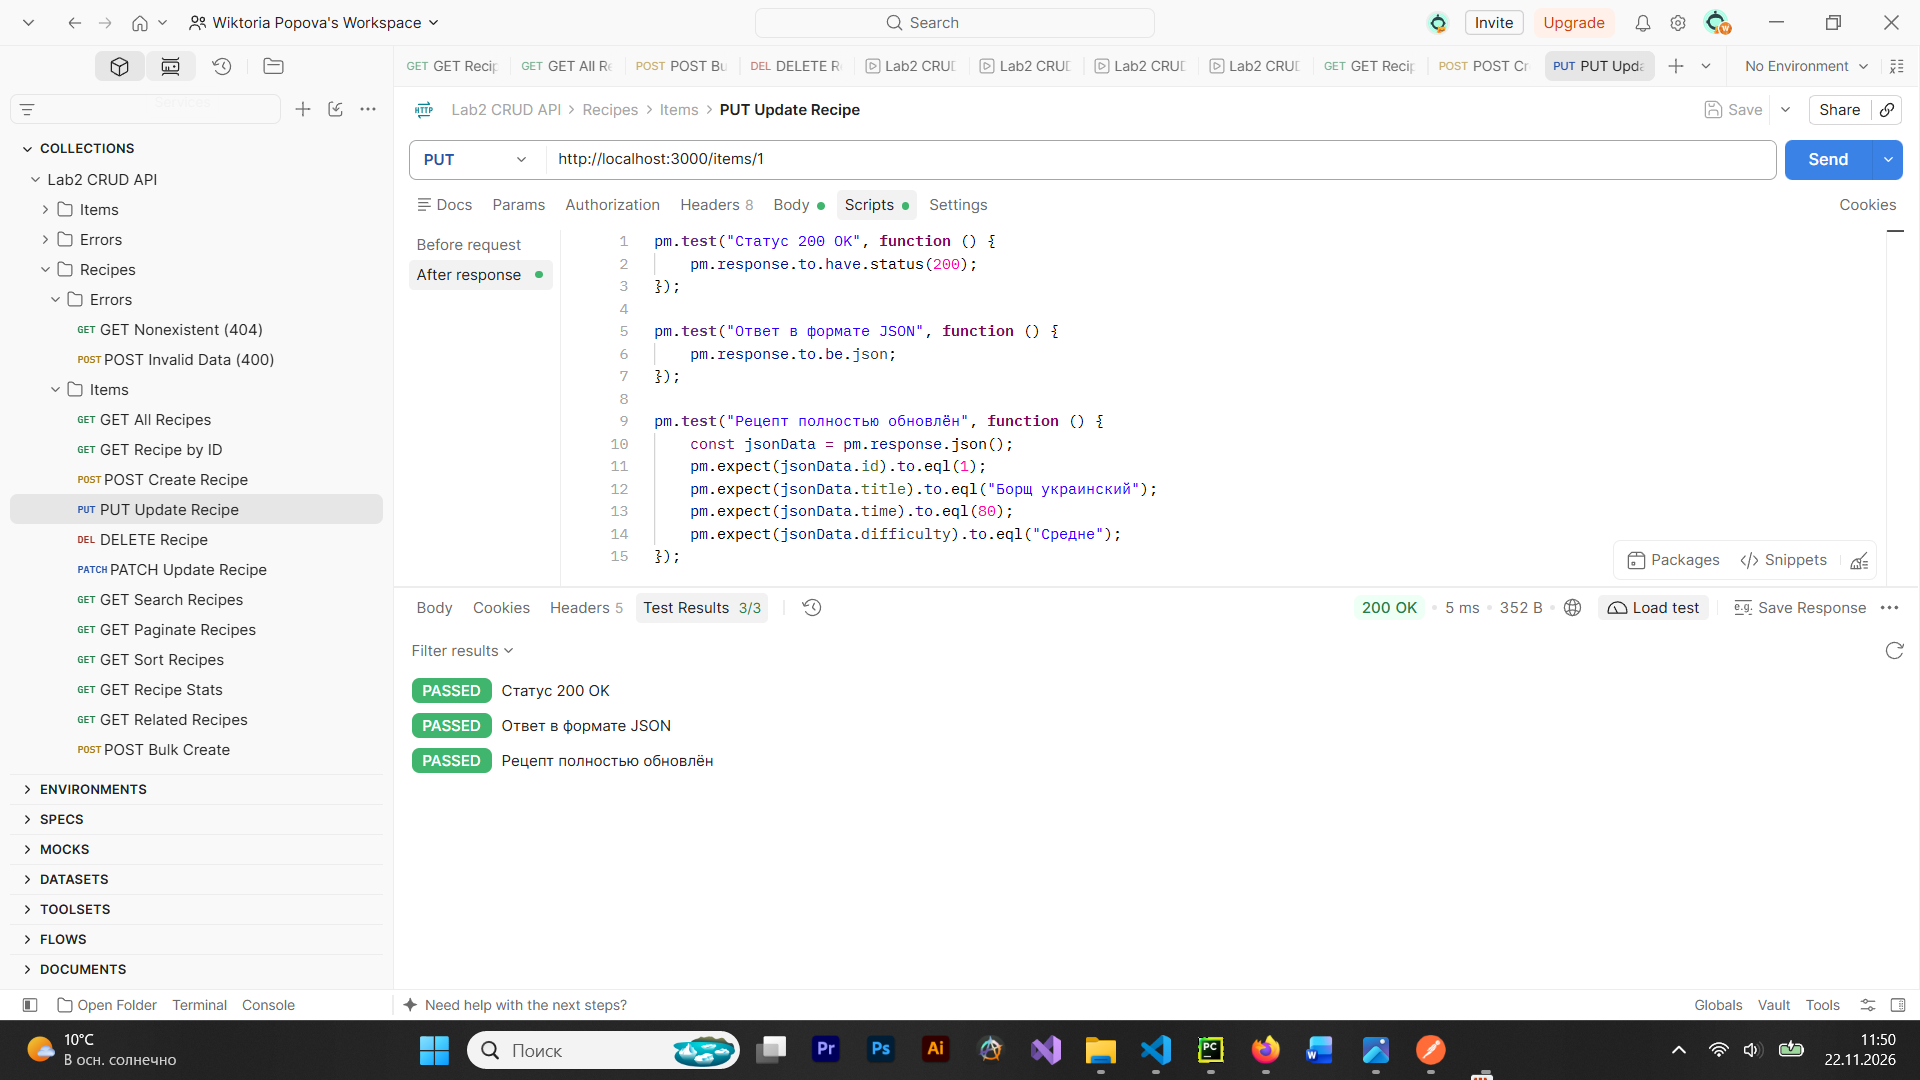 Wiktoria Popova's Workspace
Search
Invite
Upgrade
GET GET Recip
GET GET All Re
POST POST Bu
DEL DELETE R
Lab2 CRUD
Lab2 CRUD
Lab2 CRUD
Lab2 CRUD
GET GET Recip
POST POST Cr
PUT PUT Upda
No Environment
HTTP Lab2 CRUD API > Recipes > Items > PUT Update Recipe
Save
Share
COLLECTIONS
Lab2 CRUD API
Items
Errors
Recipes
Errors
GET GET Nonexistent (404)
POST POST Invalid Data (400)
Items
GET GET All Recipes
GET GET Recipe by ID
POST POST Create Recipe
PUT PUT Update Recipe
DEL DELETE Recipe
PATCH PATCH Update Recipe
GET GET Search Recipes
GET GET Paginate Recipes
GET GET Sort Recipes
GET GET Recipe Stats
GET GET Related Recipes
POST POST Bulk Create
ENVIRONMENTS
SPECS
MOCKS
DATASETS
TOOLSETS
FLOWS
DOCUMENTS
PUT
http://localhost:3000/items/1
Send
Docs
Params
Authorization
Headers 8
Body
Scripts
Settings
Cookies
Before request
After response
1 pm.test("Статус 200 OK", function () {
2 pm.response.to.have.status(200);
3 });
4
5 pm.test("Ответ в формате JSON", function () {
6 pm.response.to.be.json;
7 });
8
9 pm.test("Рецепт полностью обновлён", function () {
10 const jsonData = pm.response.json();
11 pm.expect(jsonData.id).to.eql(1);
12 pm.expect(jsonData.title).to.eql("Борщ украинский");
13 pm.expect(jsonData.time).to.eql(80);
14 pm.expect(jsonData.difficulty).to.eql("Средне");
15 });
Packages
Snippets
Body
Cookies
Headers 5
Test Results 3/3
200 OK
5 ms
352 B
Load test
e.g. Save Response
Filter results
PASSED Статус 200 OK
PASSED Ответ в формате JSON
PASSED Рецепт полностью обновлён
Open Folder
Terminal
Console
Need help with the next steps?
Globals
Vault
Tools
10°C
В осн. солнечно
Поиск
Pr
Ps
Ai
PC
W
11:50
22.11.2026